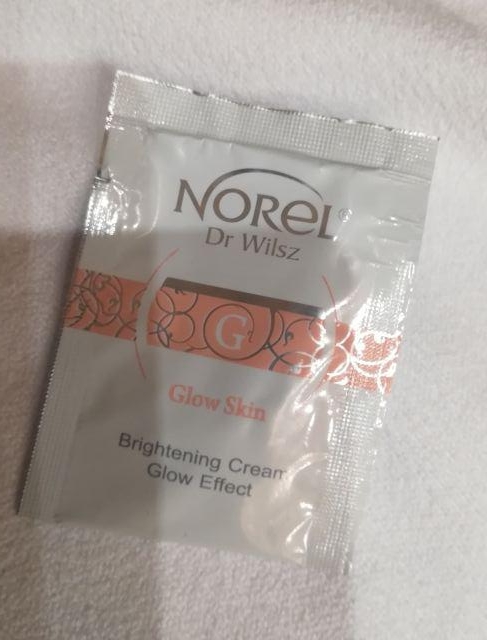 NOREL®
Dr Wilsz
G
Glow Skin
Brightening Cream
Glow Effect